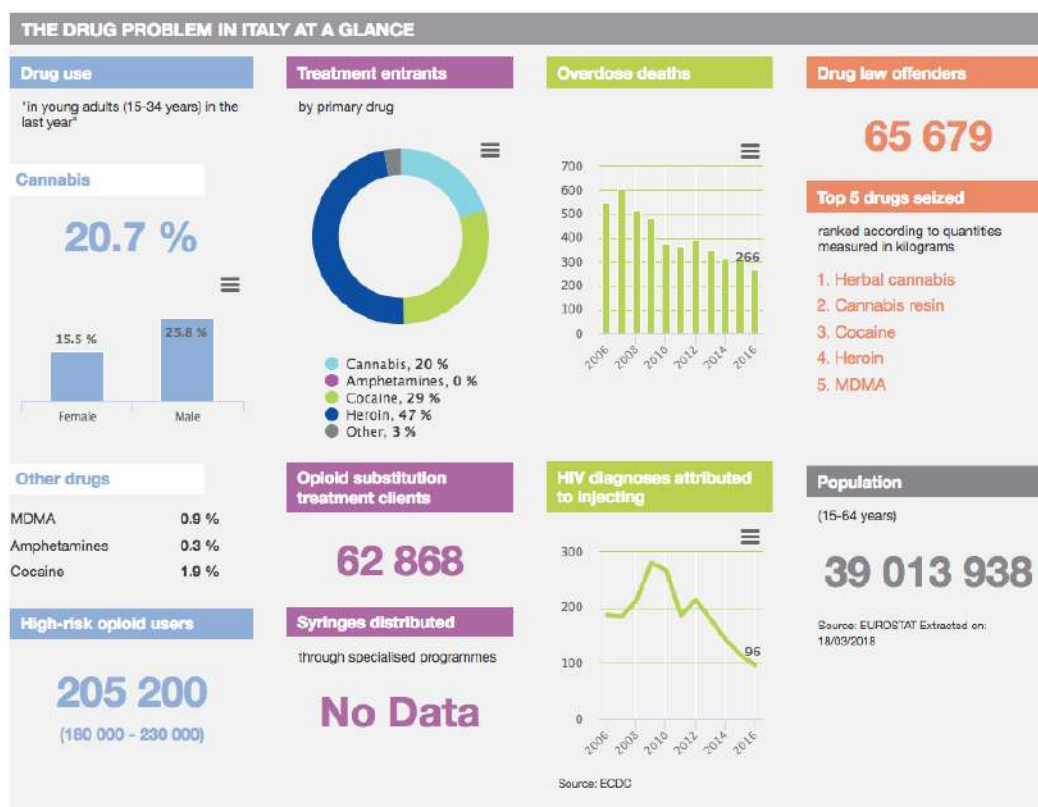 THE DRUG PROBLEM IN ITALY AT A GLANCE
Drug use
"in young adults (15-34 years) in the
last year"
Cannabis
20.7 %
15.5 %
25.8 %
Female
Male
Other drugs
MDMA 0.9 %
Amphetamines 0.3 %
Cocaine 1.9 %
High-risk opioid users
205 200
(180 000 - 230 000)
Treatment entrants
by primary drug
Cannabis, 20 %
Amphetamines, 0 %
Cocaine, 29 %
Heroin, 47 %
Other, 3 %
Opioid substitution
treatment clients
62 868
Syringes distributed
through specialised programmes
No Data
Overdose deaths
700
600
500
400
300
200
100
0
266
2006
2008
2010
2012
2014
2016
HIV diagnoses attributed
to injecting
300
200
100
0
96
2006
2008
2010
2012
2014
2016
Source: ECDC
Drug law offenders
65 679
Top 5 drugs seized
ranked according to quantities
measured in kilograms
1. Herbal cannabis
2. Cannabis resin
3. Cocaine
4. Heroin
5. MDMA
Population
(15-64 years)
39 013 938
Source: EUROSTAT Extracted on:
18/03/2018